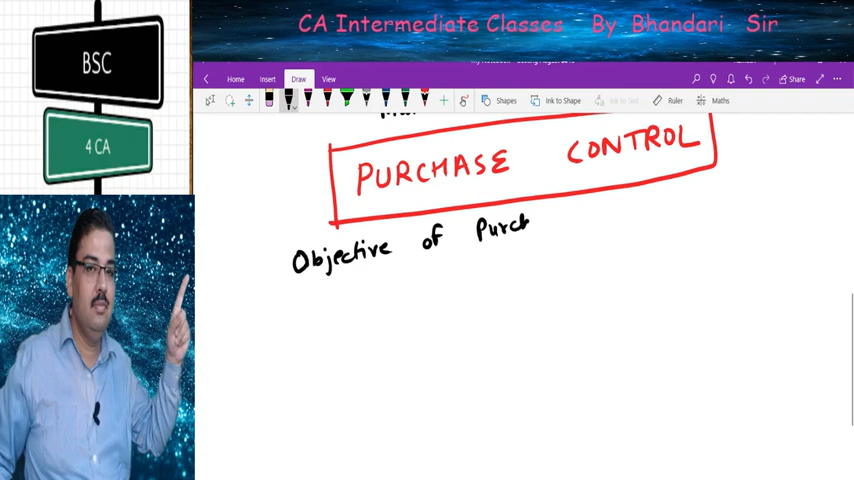 BSC
4 CA
CA Intermediate Classes By Bhandari Sir
Home Insert Draw View
Share
Shapes Ink to Shape Ink to Text Ruler Maths
PURCHASE CONTROL
Objective of Purch